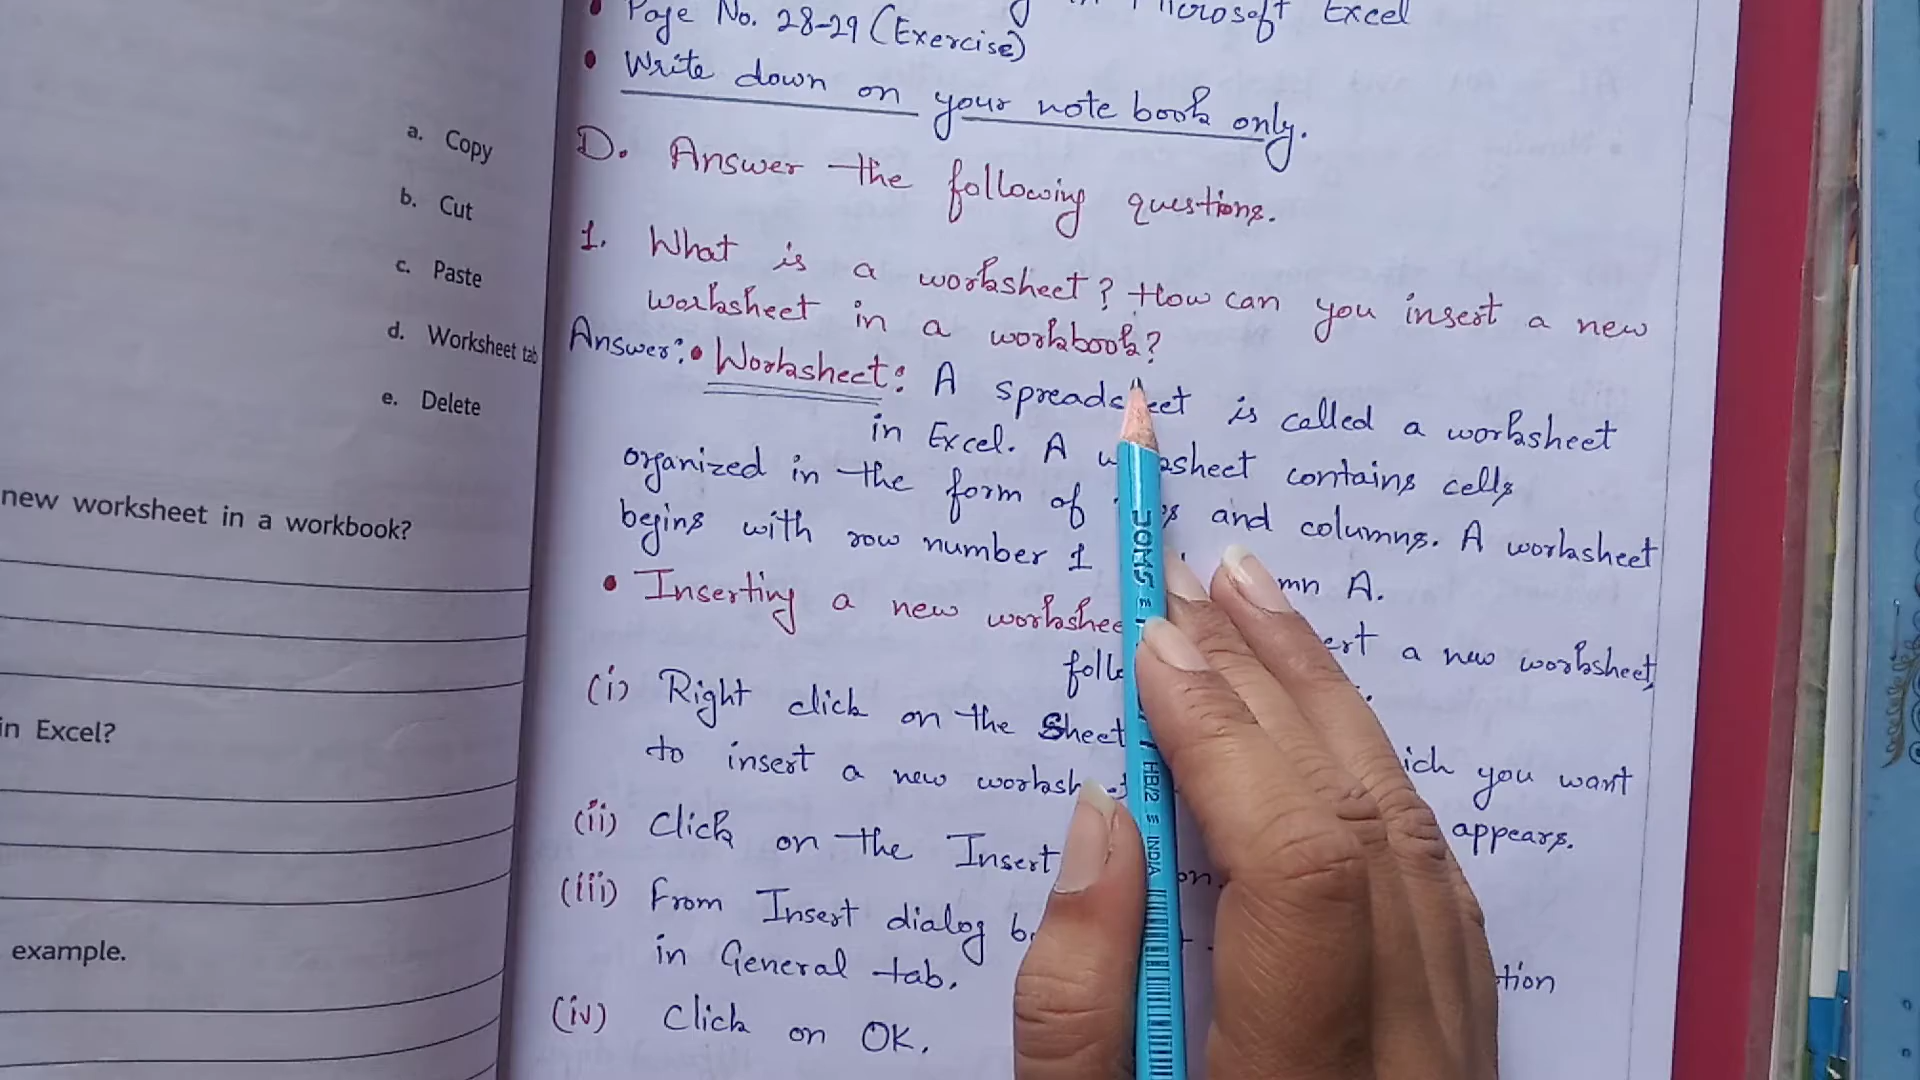 a. Copy
b. Cut
c. Paste
d. Worksheet tab
e. Delete
new worksheet in a workbook?
in Excel?
example.
in Microsoft Excel
• Page No. 28-29 (Exercise)
• Write down on your note book only.
D. Answer the following questions.
1. What is a worksheet? How can you insert a new
worksheet in a workbook?
Answer: • Worksheet: A spreadsheet is called a worksheet
in Excel. A worksheet contains cells
organized in the form of and columns. A worksheet
begins with row number 1 A.
• Inserting a new a new worksheet,
(i) Right click on the Sheet you want
to insert a new appears.
(ii) Click on the Insert
(iii) From Insert dialog
in General tab.
(iv) Click on OK.
DOMS
HB/2
INDIA